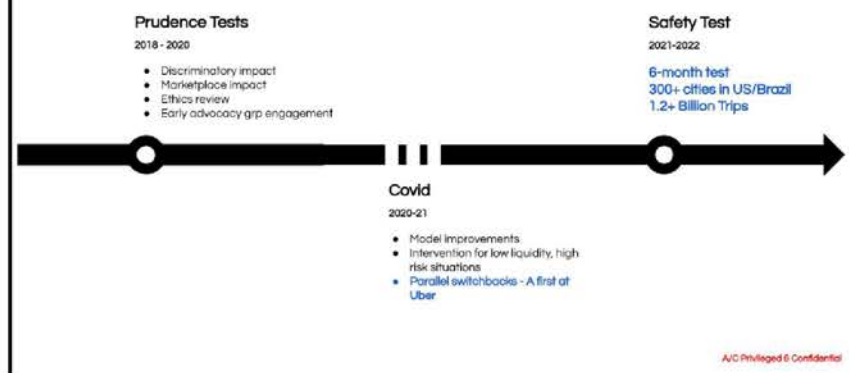 Prudence Tests
2018 - 2020
● Discriminatory impact
● Marketplace impact
● Ethics review
● Early advocacy grp engagement
Safety Test
2021-2022
6-month test
300+ cities in US/Brazil
1.2+ Billion Trips
Covid
2020-21
● Model improvements
● Intervention for low liquidity, high
risk situations
● Parallel switchbacks - A first at
Uber
A/C Privileged & Confidential